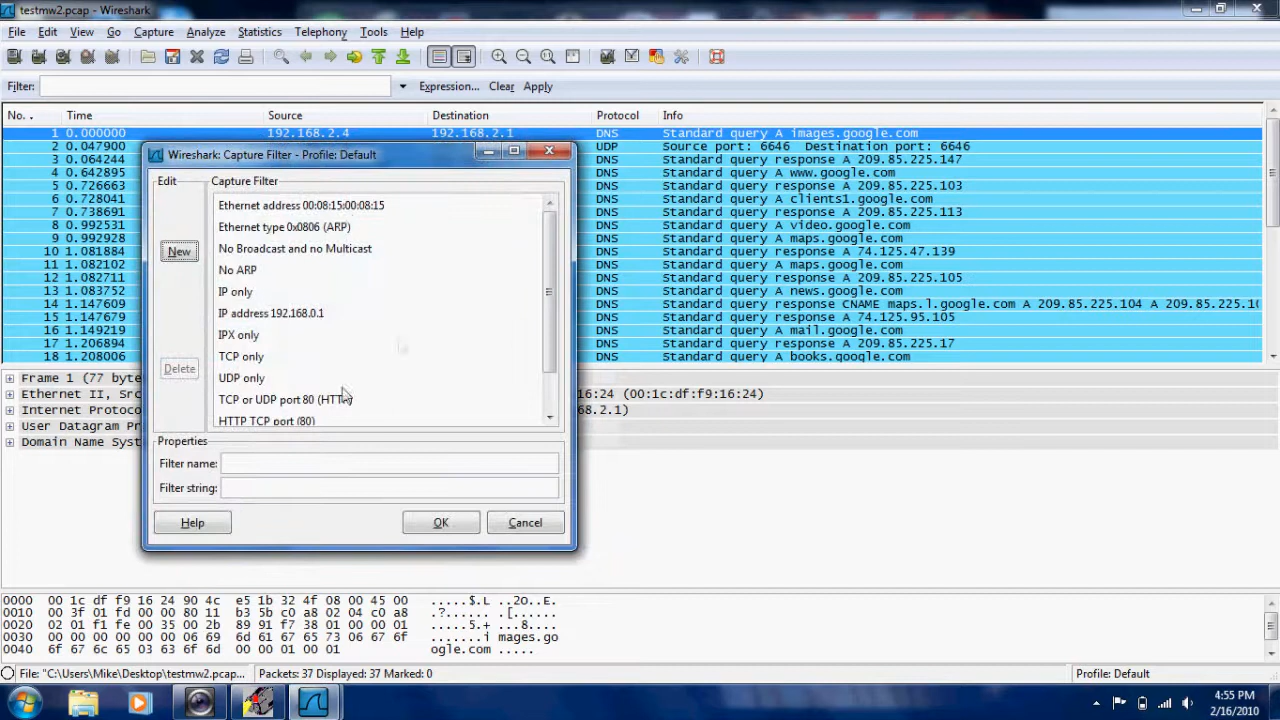 testmw2.pcap - Wireshark
File Edit View Go Capture Analyze Statistics Telephony Tools Help
Filter: Expression... Clear Apply
No. Time Source Destination Protocol Info
1 0.000000 192.168.2.4 192.168.2.1 DNS Standard query A images.google.com
2 0.047900 UDP Source port: 6646 Destination port: 6646
3 0.064244 DNS Standard query response A 209.85.225.147
4 0.642895 DNS Standard query A www.google.com
5 0.726663 DNS Standard query response A 209.85.225.103
6 0.728041 DNS Standard query A clients1.google.com
7 0.738691 DNS Standard query response A 209.85.225.113
8 0.992531 DNS Standard query A video.google.com
9 0.992928 DNS Standard query A maps.google.com
10 1.081884 DNS Standard query response A 74.125.47.139
11 1.082102 DNS Standard query A maps.google.com
12 1.082711 DNS Standard query response A 209.85.225.105
13 1.083752 DNS Standard query A news.google.com
14 1.147609 DNS Standard query response CNAME maps.l.google.com A 209.85.225.104 A 209.85.225.10
15 1.147679 DNS Standard query response A 74.125.95.105
16 1.149219 DNS Standard query A mail.google.com
17 1.206894 DNS Standard query response A 209.85.225.17
18 1.208006 DNS Standard query A books.google.com
Wireshark: Capture Filter - Profile: Default
Edit
Capture Filter
New
Delete
Ethernet address 00:08:15:00:08:15
Ethernet type 0x0806 (ARP)
No Broadcast and no Multicast
No ARP
IP only
IP address 192.168.0.1
IPX only
TCP only
UDP only
TCP or UDP port 80 (HTTP)
HTTP TCP port (80)
Properties
Filter name:
Filter string:
Help OK Cancel
Frame 1 (77 byte
Ethernet II, Src 16:24 (00:1c:df:f9:16:24)
Internet Protoco 2.1)
User Datagram Pr
Domain Name Syst
0000 00 1c df f9 16 24 90 4c e5 1b 32 4f 08 00 45 00 .....$.L ..2O..E.
0010 00 3f 01 fd 00 00 80 11 b3 5b c0 a8 02 04 c0 a8 .?...... .[......
0020 02 01 f1 fe 00 35 00 2b 89 91 f7 38 01 00 00 01 .....5.+ ...8....
0030 00 00 00 00 00 00 06 69 6d 61 67 65 73 06 67 6f .......i mages.go
0040 6f 67 6c 65 03 63 6f 6d 00 00 01 00 01 ogle.com .....
File: "C:\Users\Mike\Desktop\testmw2.pcap... Packets: 37 Displayed: 37 Marked: 0 Profile: Default
4:55 PM
2/16/2010